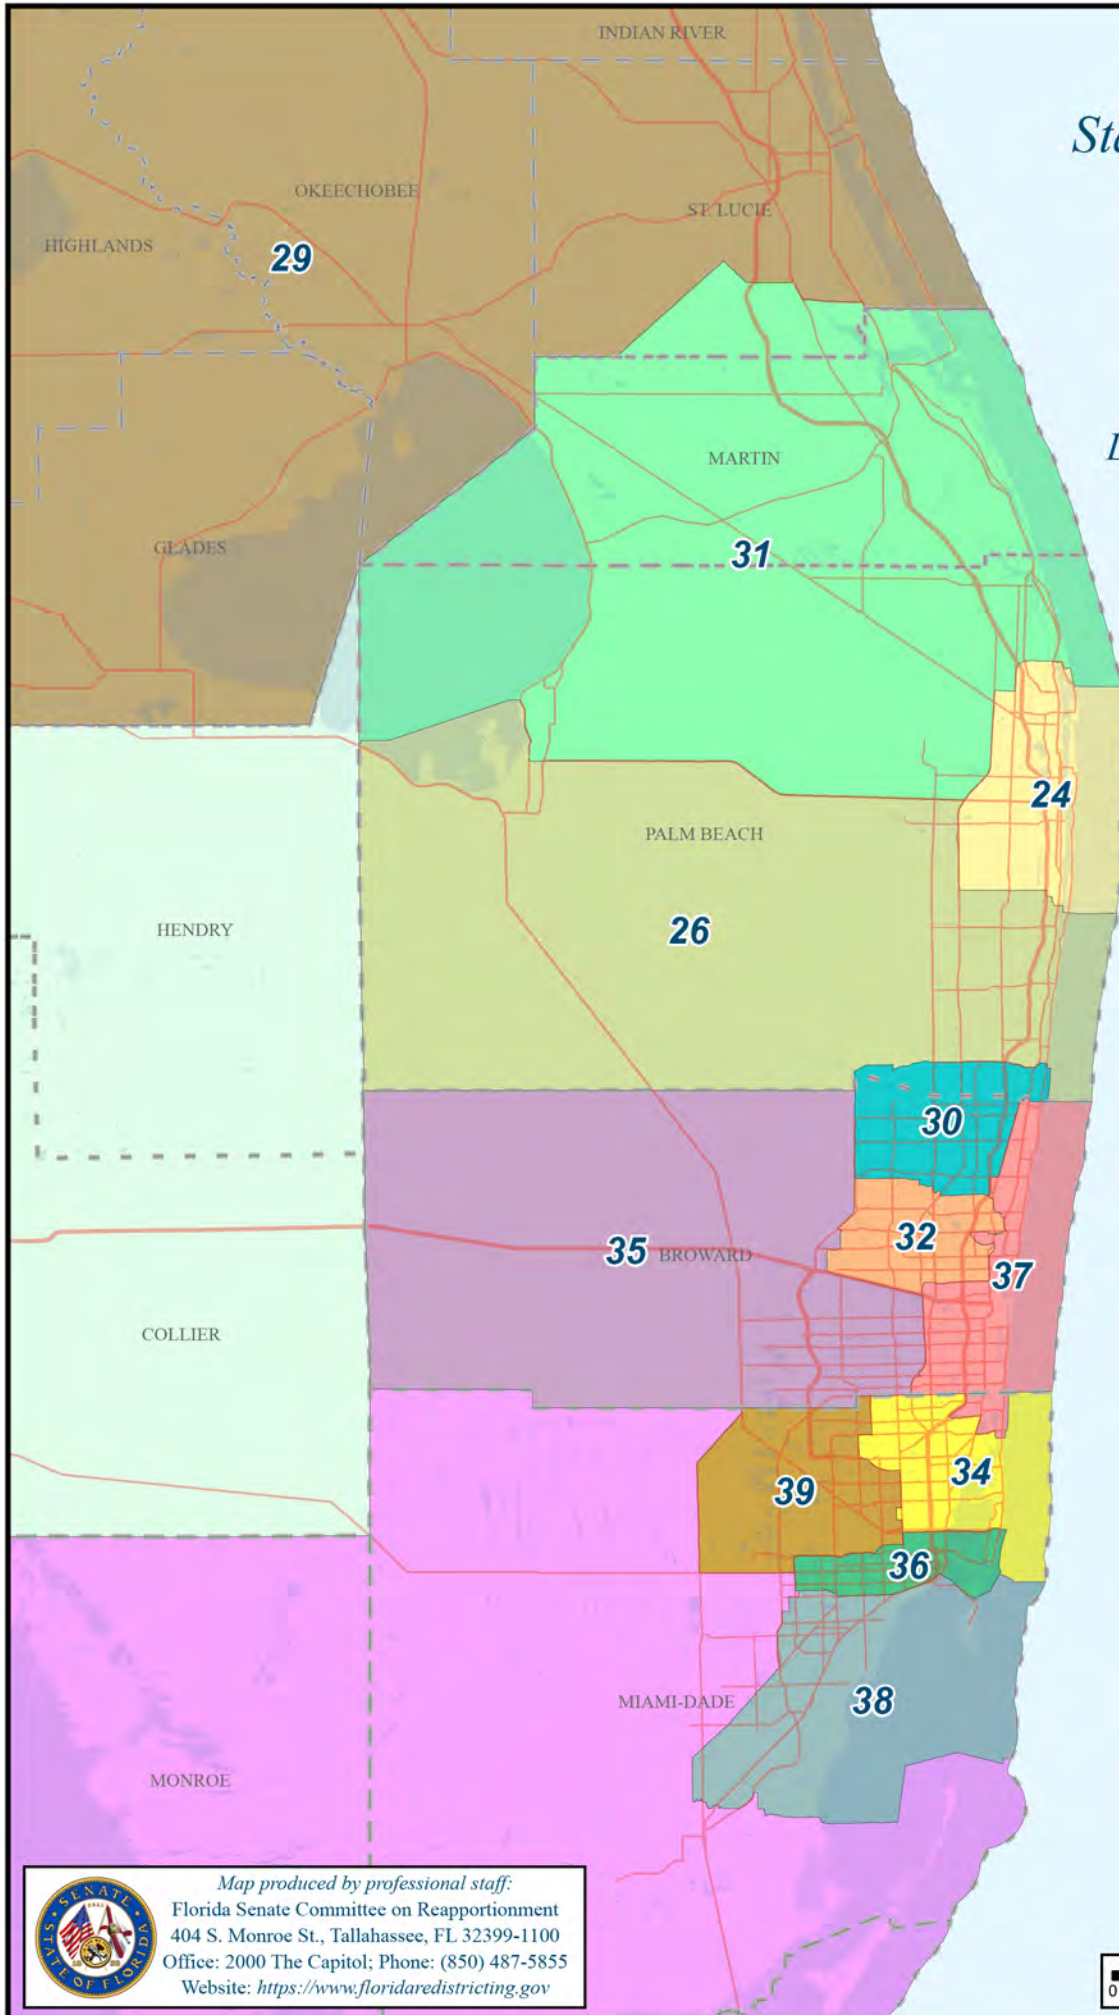 INDIAN RIVER
OKEECHOBEE
ST. LUCIE
HIGHLANDS
29
MARTIN
GLADES
31
24
PALM BEACH
HENDRY
26
30
32
35
BROWARD
37
COLLIER
34
39
36
MIAMI-DADE
38
MONROE
Map produced by professional staff:
Florida Senate Committee on Reapportionment
404 S. Monroe St., Tallahassee, FL 32399-1100
Office: 2000 The Capitol; Phone: (850) 487-5855
Website: https://www.floridaredistricting.gov
SENATE
STATE OF FLORIDA
0